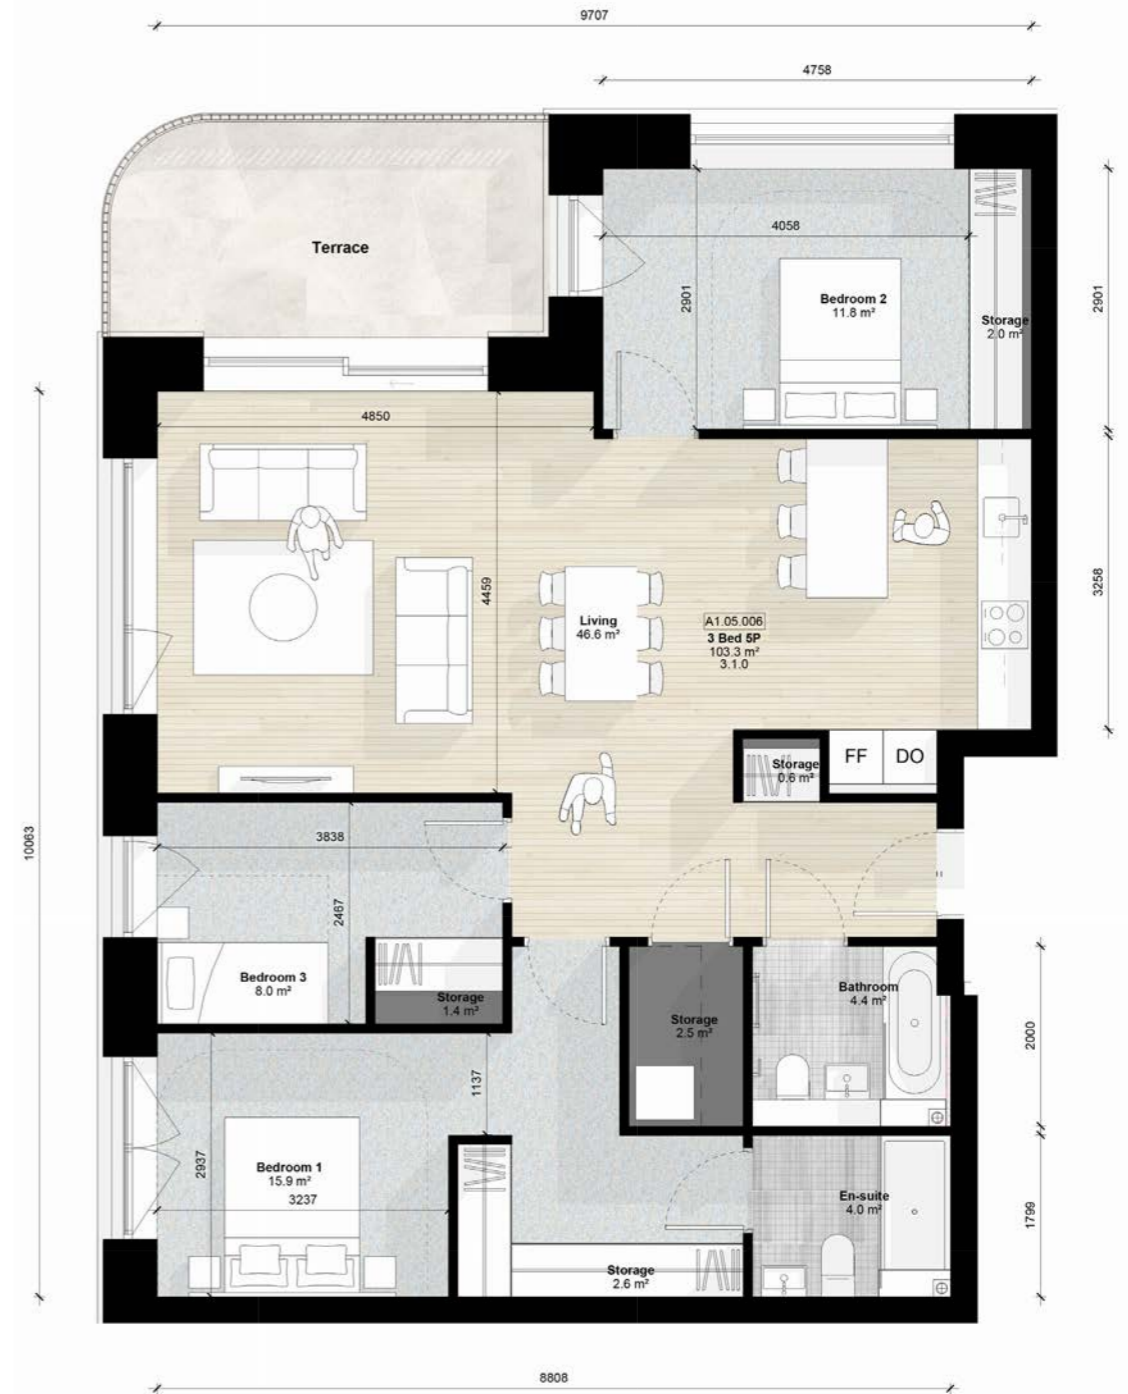 9707
4758
Terrace
4058
2901
Bedroom 2
11.8 m²
Storage
2.0 m²
2901
4850
4459
Living
46.6 m²
A1.05.006
3 Bed 5P
103.3 m²
3.1.0
3258
Storage
0.6 m²
FF
DO
10063
3838
2467
Bedroom 3
8.0 m²
Storage
1.4 m²
Storage
2.5 m²
Bathroom
4.4 m²
2000
1137
2937
Bedroom 1
15.9 m²
3237
En-suite
4.0 m²
1799
Storage
2.6 m²
8808